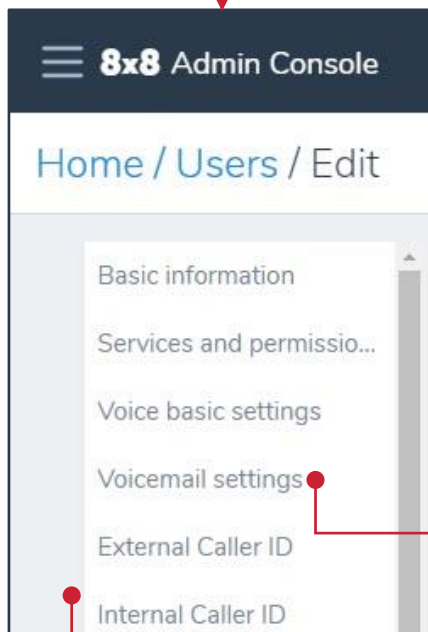 8x8 Admin Console
Home / Users / Edit
Basic information
Services and permissio...
Voice basic settings
Voicemail settings
External Caller ID
Internal Caller ID